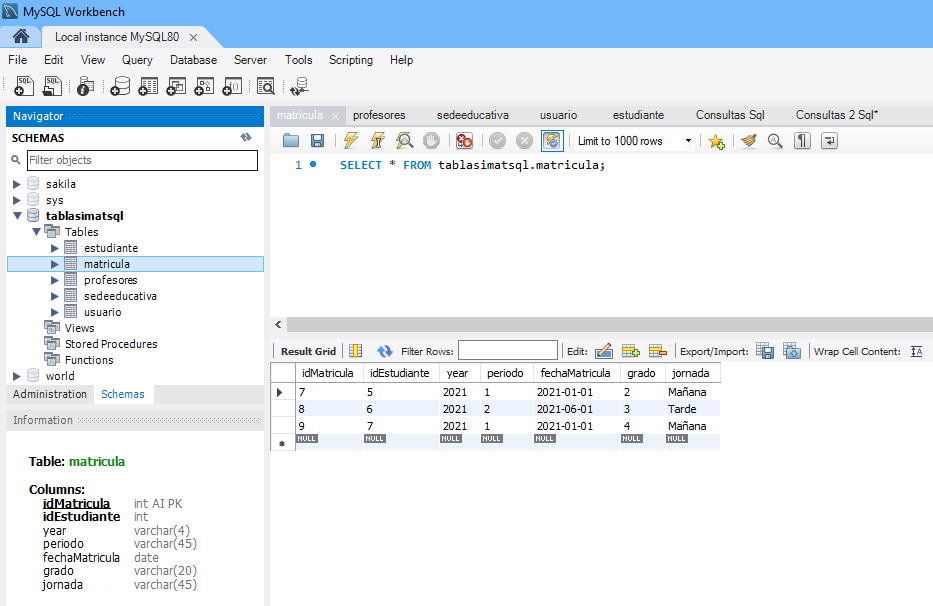 MySQL Workbench
Local instance MySQL80
File Edit View Query Database Server Tools Scripting Help
Navigator
SCHEMAS
Filter objects
sakila
sys
tablasimatsql
Tables
estudiante
matricula
profesores
sedeeducativa
usuario
Views
Stored Procedures
Functions
world
Administration Schemas
Information
Table: matricula
Columns:
idMatricula int AI PK
idEstudiante int
year varchar(4)
periodo varchar(45)
fechaMatricula date
grado varchar(20)
jornada varchar(45)
matricula profesores sedeeducativa usuario estudiante Consultas Sql Consultas 2 Sql*
Limit to 1000 rows
1 SELECT * FROM tablasimatsql.matricula;
Result Grid Filter Rows: Edit: Export/Import: Wrap Cell Content:
idMatricula idEstudiante year periodo fechaMatricula grado jornada
7 5 2021 1 2021-01-01 2 Mañana
8 6 2021 2 2021-06-01 3 Tarde
9 7 2021 1 2021-01-01 4 Mañana
NULL NULL NULL NULL NULL NULL NULL